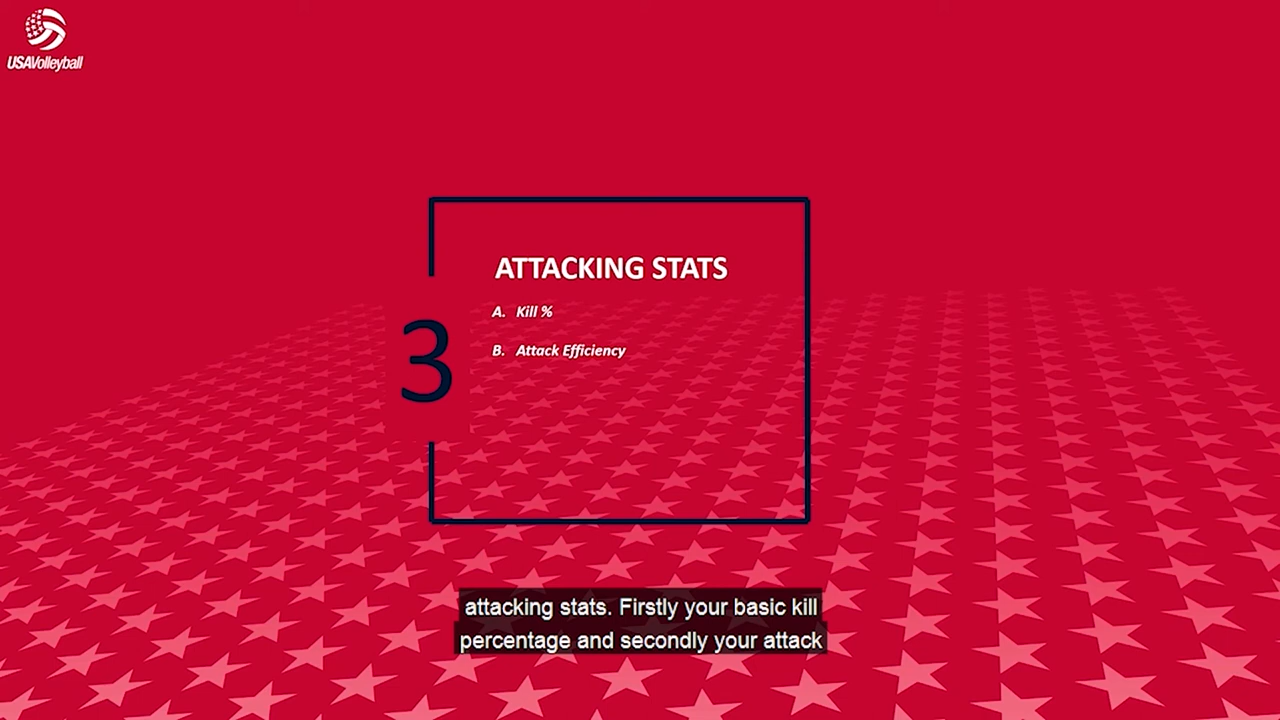 USAVolleyball
ATTACKING STATS
A. Kill %
B. Attack Efficiency
3
attacking stats. Firstly your basic kill
percentage and secondly your attack